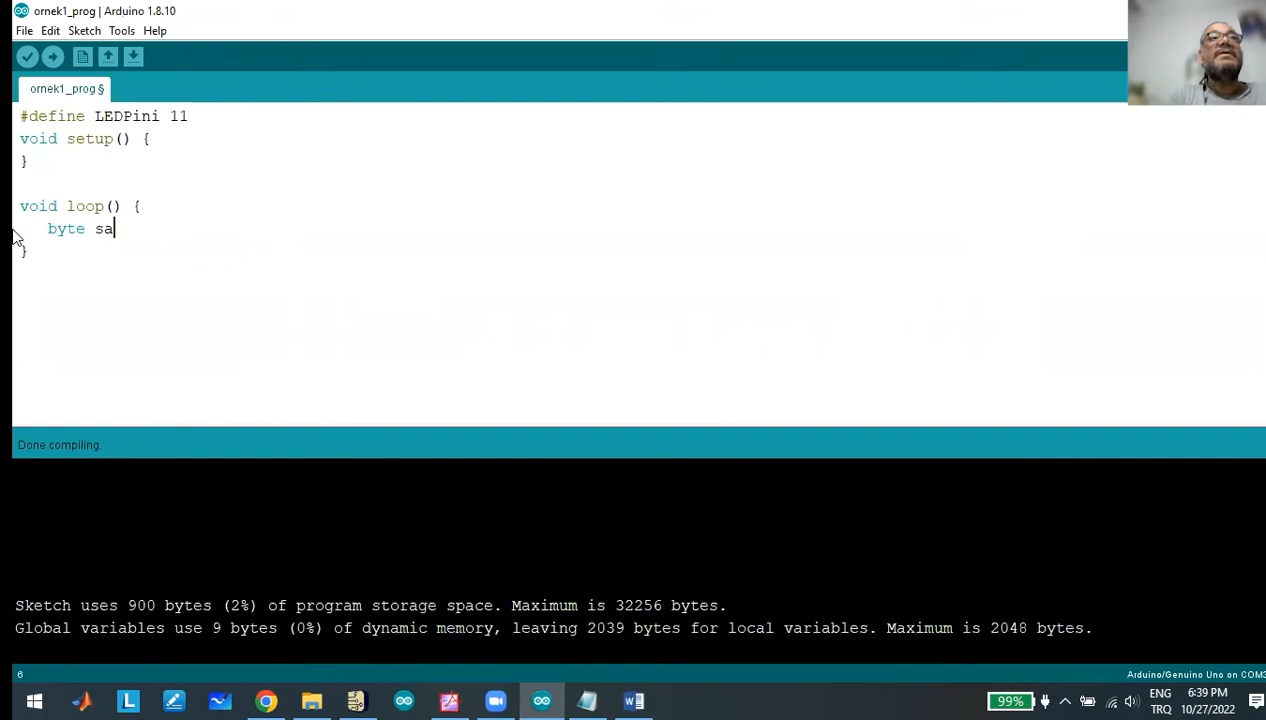 ornek1_prog | Arduino 1.8.10
File Edit Sketch Tools Help
ornek1_prog §
#define LEDPini 11
void setup() {
}
void loop() {
byte sa
}
Done compiling.
Sketch uses 900 bytes (2%) of program storage space. Maximum is 32256 bytes.
Global variables use 9 bytes (0%) of dynamic memory, leaving 2039 bytes for local variables. Maximum is 2048 bytes.
6
Arduino/Genuino Uno on COM3
99%
ENG
TRQ
6:39 PM
10/27/2022